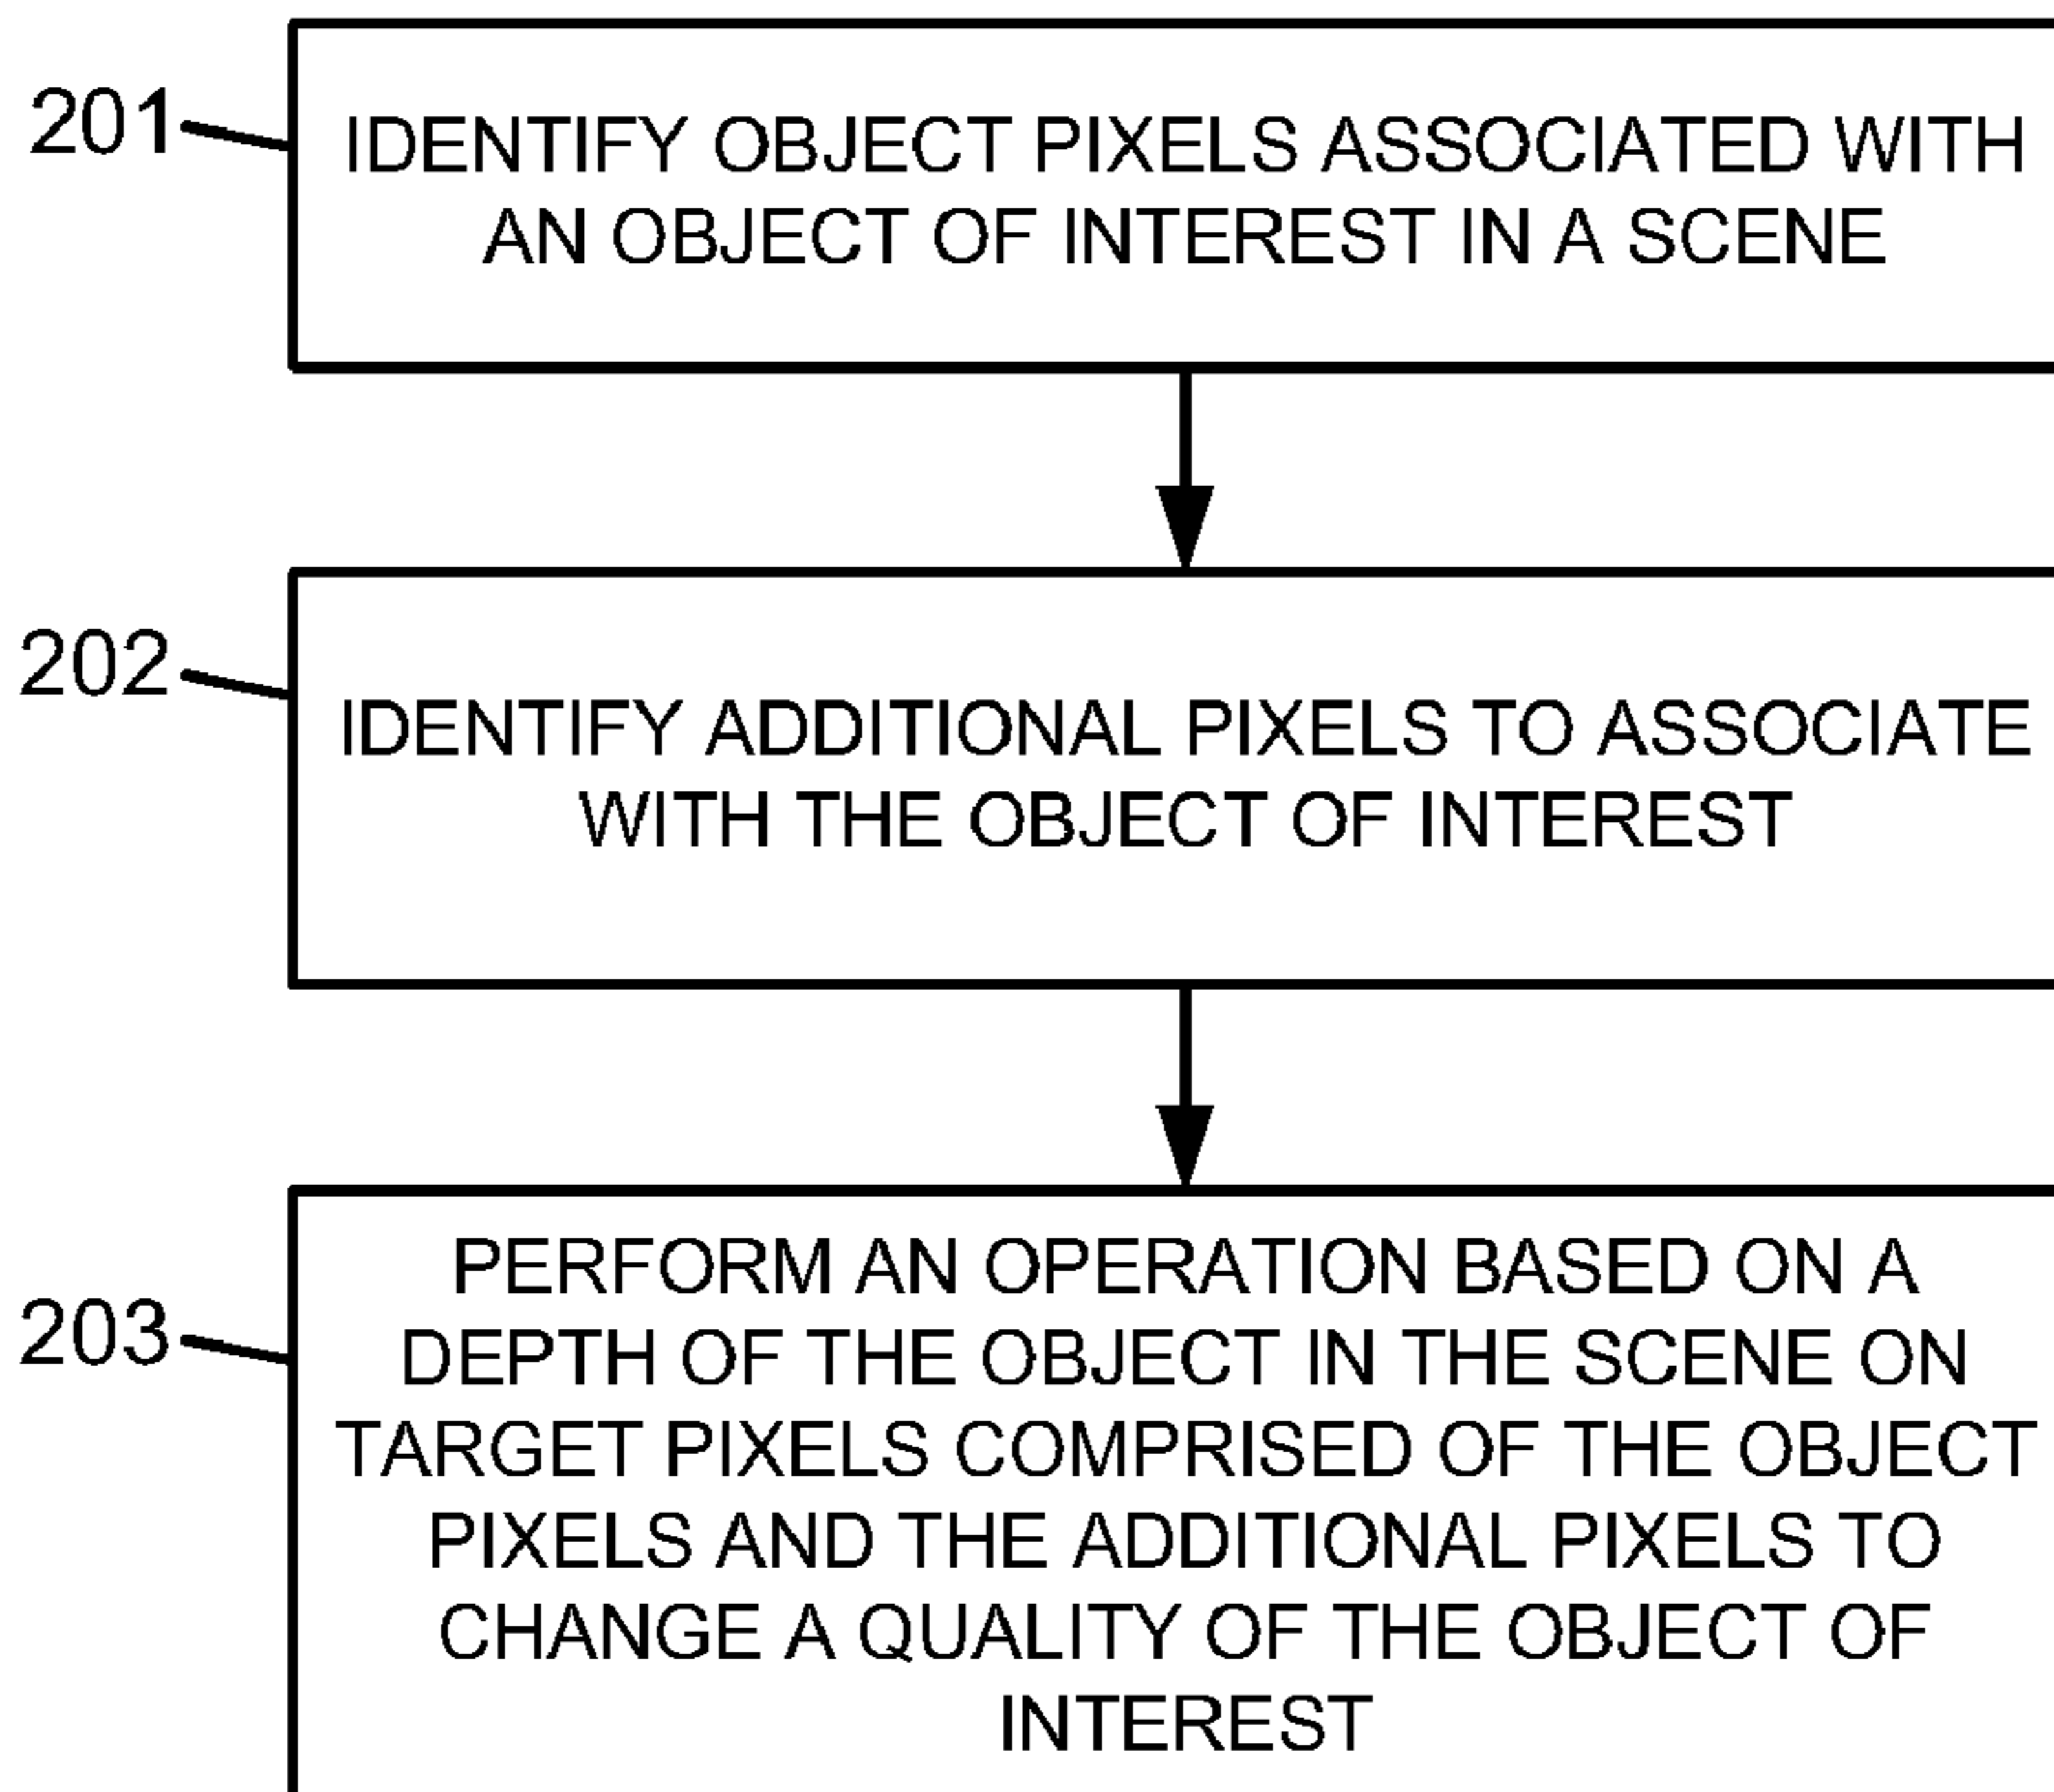 201
IDENTIFY OBJECT PIXELS ASSOCIATED WITH
AN OBJECT OF INTEREST IN A SCENE
202
IDENTIFY ADDITIONAL PIXELS TO ASSOCIATE
WITH THE OBJECT OF INTEREST
203
PERFORM AN OPERATION BASED ON A
DEPTH OF THE OBJECT IN THE SCENE ON
TARGET PIXELS COMPRISED OF THE OBJECT
PIXELS AND THE ADDITIONAL PIXELS TO
CHANGE A QUALITY OF THE OBJECT OF
INTEREST